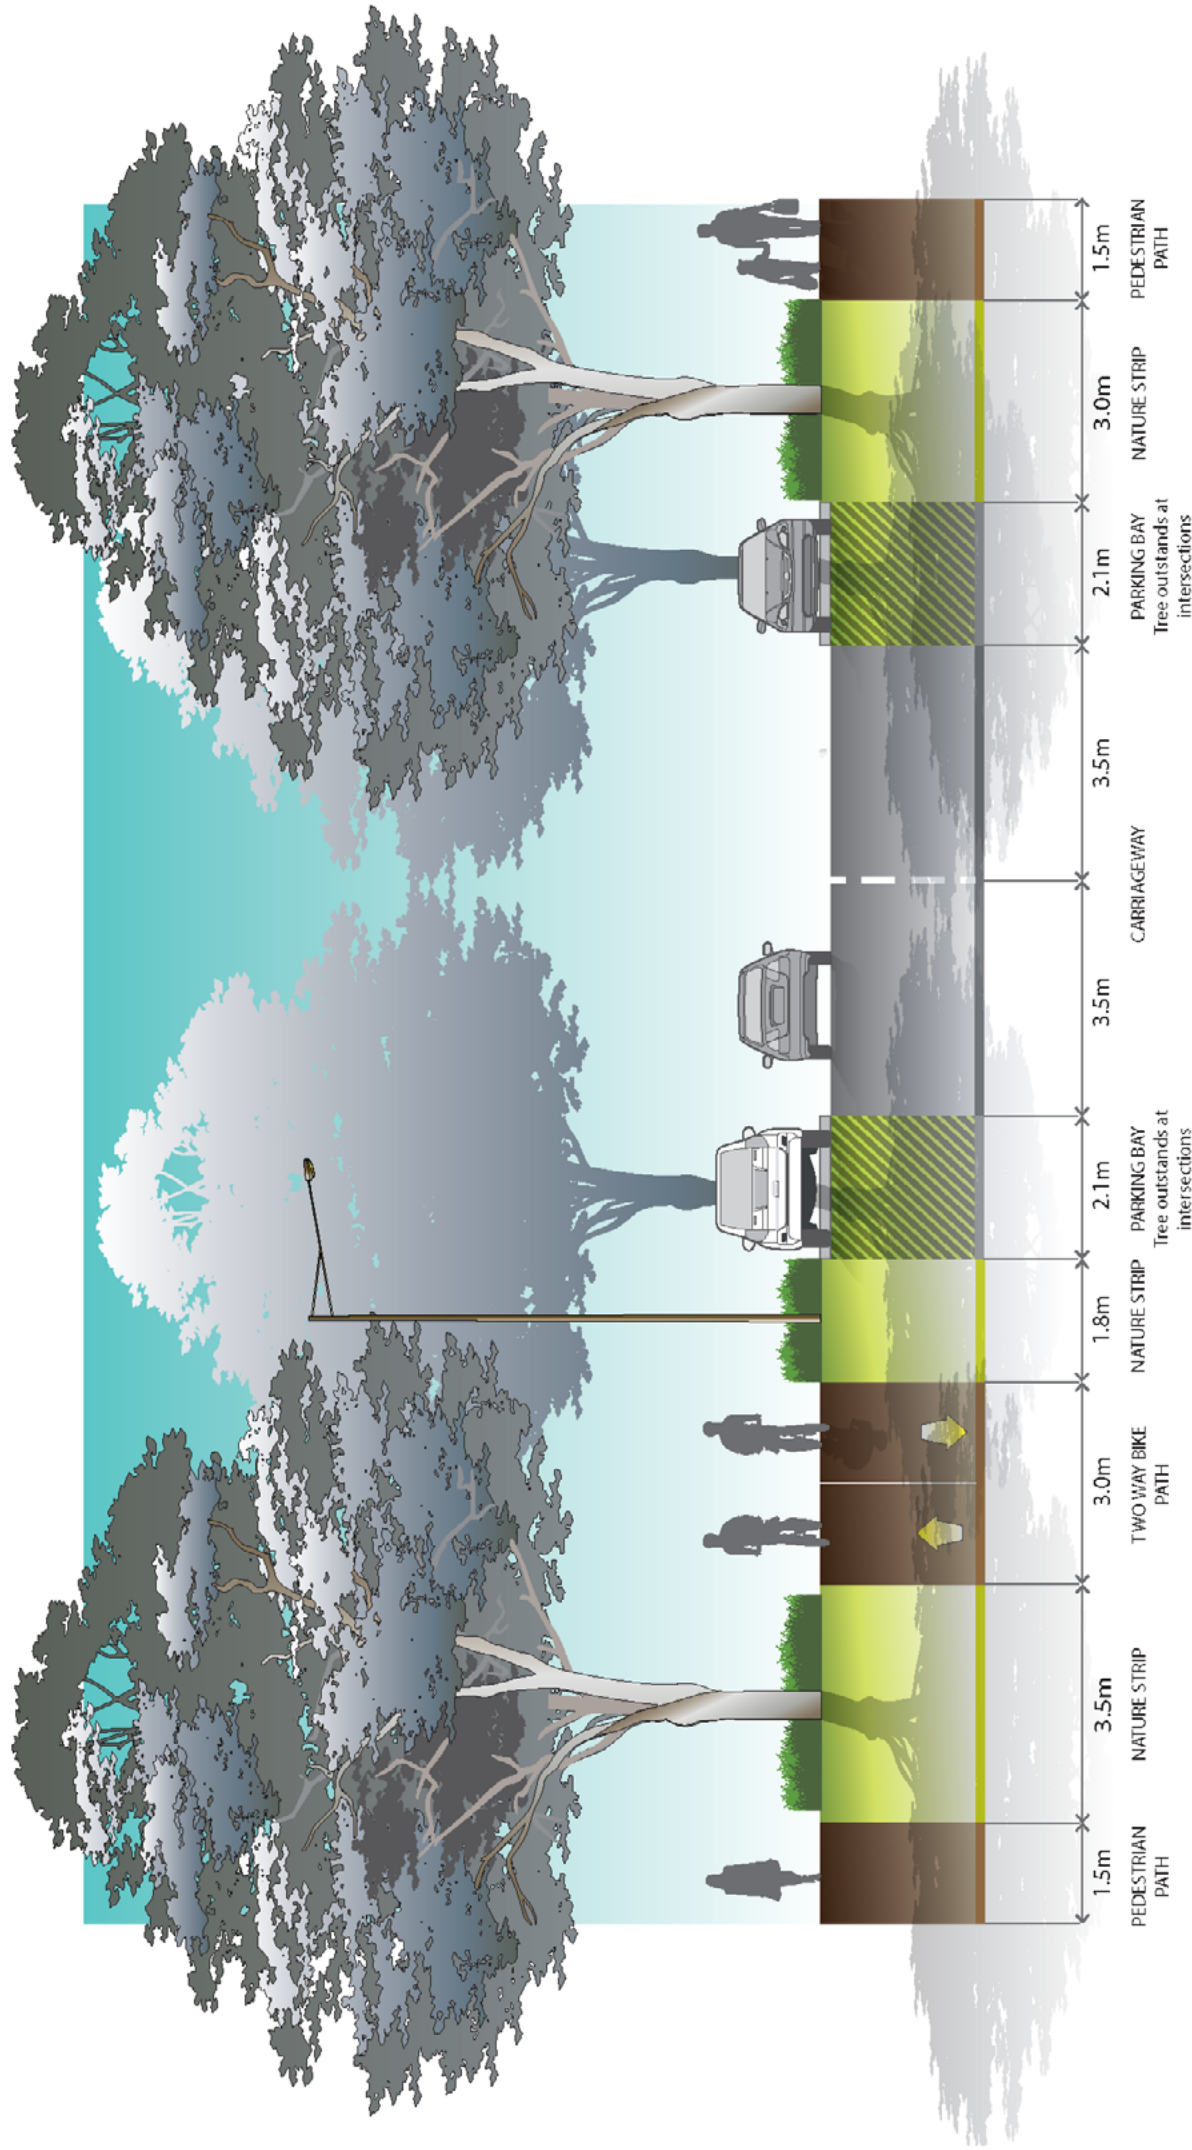 1.5m
PEDESTRIAN
PATH
3.5m
NATURE STRIP
3.0m
TWO WAY BIKE
PATH
1.8m
NATURE STRIP
2.1m
PARKING BAY
Tree outstands at
intersections
3.5m
CARRIAGEWAY
3.5m
2.1m
PARKING BAY
Tree outstands at
intersections
3.0m
NATURE STRIP
1.5m
PEDESTRIAN
PATH